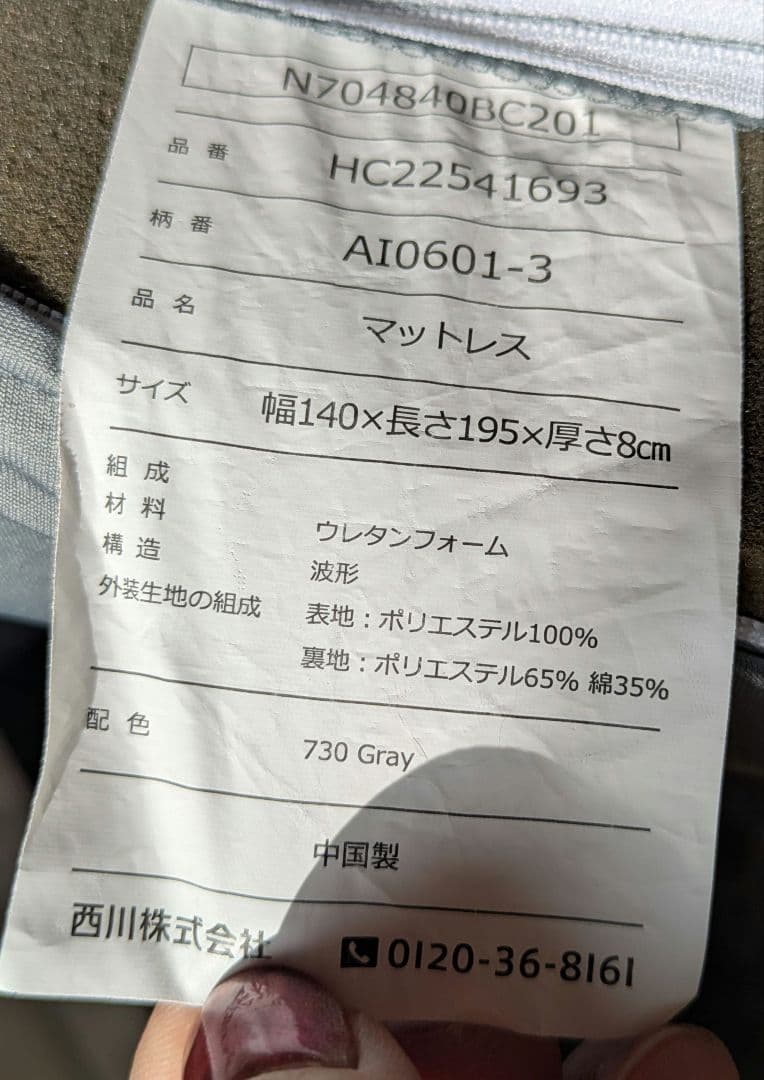 N704840BC201
品番 HC22541693
柄番 AI0601-3
品名 マットレス
サイズ 幅140×長さ195×厚さ8㎝
組成
材料 ウレタンフォーム
構造 波形
外装生地の組成 表地：ポリエステル100%
裏地：ポリエステル65% 綿35%
配色 730 Gray
中国製
西川株式会社 0120-36-8161